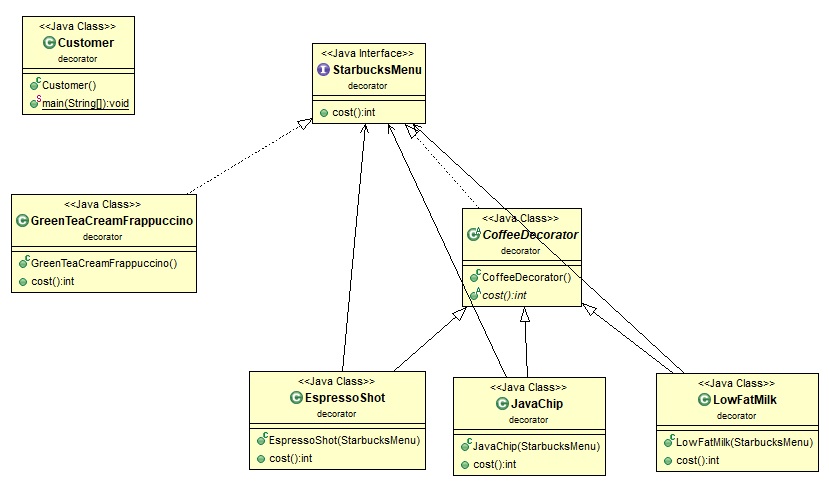 <<Java Class>>
Customer
decorator
Customer()
main(String[]):void
<<Java Interface>>
StarbucksMenu
decorator
cost():int
<<Java Class>>
GreenTeaCreamFrappuccino
decorator
GreenTeaCreamFrappuccino()
cost():int
<<Java Class>>
CoffeeDecorator
decorator
CoffeeDecorator()
cost():int
<<Java Class>>
EspressoShot
decorator
EspressoShot(StarbucksMenu)
cost():int
<<Java Class>>
JavaChip
decorator
JavaChip(StarbucksMenu)
cost():int
<<Java Class>>
LowFatMilk
decorator
LowFatMilk(StarbucksMenu)
cost():int